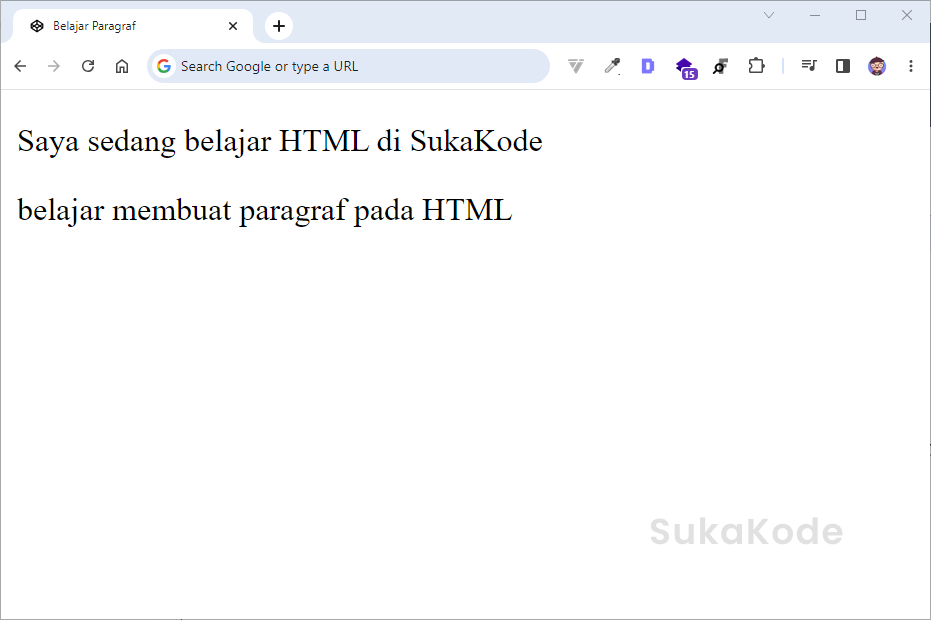 Belajar Paragraf
Search Google or type a URL
15
Saya sedang belajar HTML di SukaKode
belajar membuat paragraf pada HTML
SukaKode